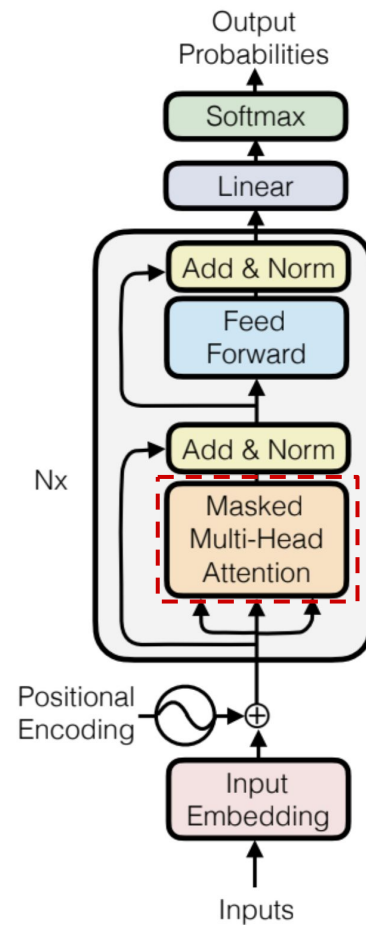 Output
Probabilities
Softmax
Linear
Add & Norm
Feed
Forward
Add & Norm
Nx
Masked
Multi-Head
Attention
Positional
Encoding
Input
Embedding
Inputs